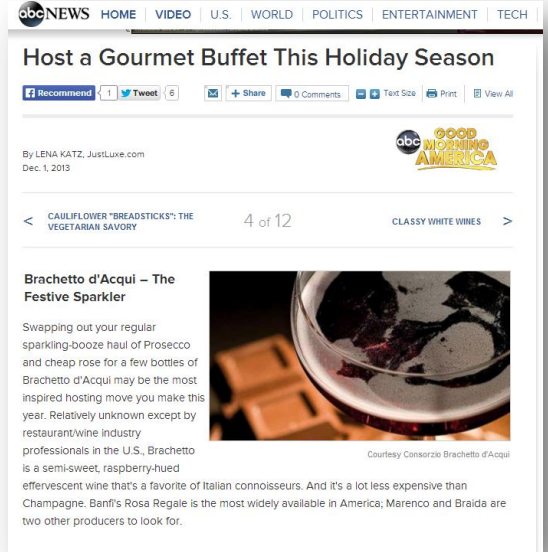 abc NEWS HOME VIDEO U.S. WORLD POLITICS ENTERTAINMENT TECH
Host a Gourmet Buffet This Holiday Season
Recommend 1 Tweet 6 + Share 0 Comments Text Size Print View All
By LENA KATZ, JustLuxe.com
Dec. 1, 2013
abc GOOD
MORNING
AMERICA
< CAULIFLOWER "BREADSTICKS": THE
VEGETARIAN SAVORY
4 of 12
CLASSY WHITE WINES >
Brachetto d'Acqui – The
Festive Sparkler
Swapping out your regular
sparkling-booze haul of Prosecco
and cheap rose for a few bottles of
Brachetto d'Acqui may be the most
inspired hosting move you make this
year. Relatively unknown except by
restaurant/wine industry
professionals in the U.S., Brachetto
is a semi-sweet, raspberry-hued
effervescent wine that's a favorite of Italian connoisseurs. And it's a lot less expensive than
Champagne. Banfi's Rosa Regale is the most widely available in America; Marenco and Braida are
two other producers to look for.
Courtesy Consorzio Brachetto d'Acqui